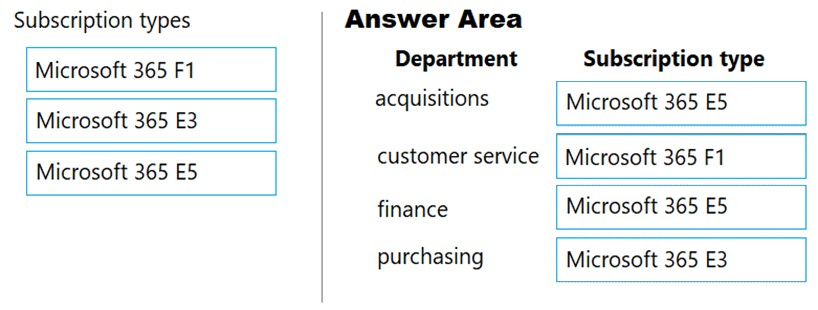 Subscription types
Microsoft 365 F1
Microsoft 365 E3
Microsoft 365 E5
Answer Area
Department Subscription type
acquisitions Microsoft 365 E5
customer service Microsoft 365 F1
finance Microsoft 365 E5
purchasing Microsoft 365 E3